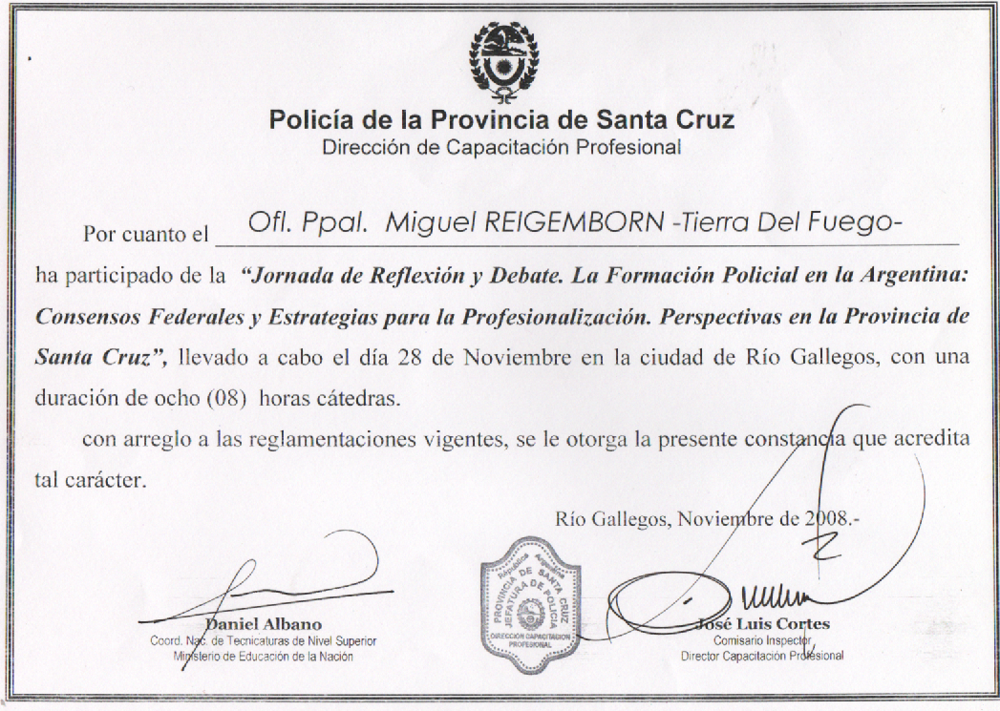 Policía de la Provincia de Santa Cruz
Dirección de Capacitación Profesional
Por cuanto el Ofl. Ppal. Miguel REIGEMBORN -Tierra Del Fuego-
ha participado de la "Jornada de Reflexión y Debate. La Formación Policial en la Argentina:
Consensos Federales y Estrategias para la Profesionalización. Perspectivas en la Provincia de
Santa Cruz", llevado a cabo el día 28 de Noviembre en la ciudad de Río Gallegos, con una
duración de ocho (08) horas cátedras.
con arreglo a las reglamentaciones vigentes, se le otorga la presente constancia que acredita
tal carácter.
Río Gallegos, Noviembre de 2008.-
República Argentina
PROVINCIA DE SANTA CRUZ
JEFATURA DE POLICIA
DIRECCION CAPACITACION
PROFESIONAL
Daniel Albano
Coord. Nac. de Tecnicaturas de Nivel Superior
Ministerio de Educación de la Nación
José Luis Cortes
Comisario Inspector
Director Capacitación Profesional